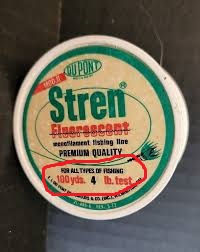 DU PONT
Stren®
Fluorescent
monofilament fishing line
PREMIUM QUALITY
FOR ALL TYPES OF FISHING
100 yds. 4 lb. test